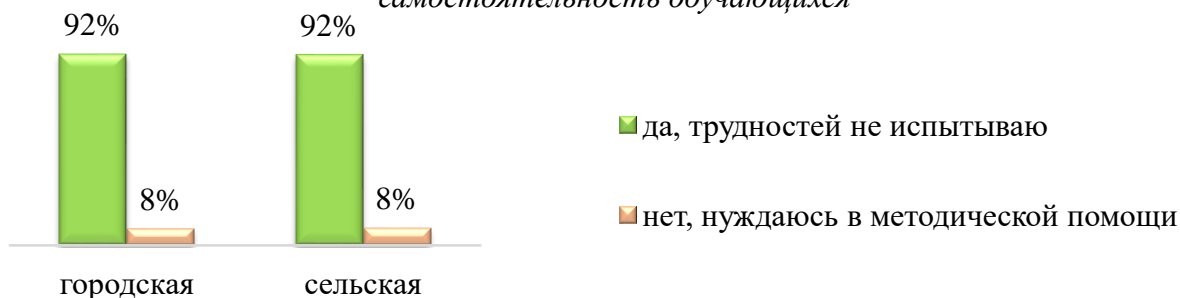 самостоятельность обучающихся
92% 92%
да, трудностей не испытываю
8% 8%
нет, нуждаюсь в методической помощи
городская сельская